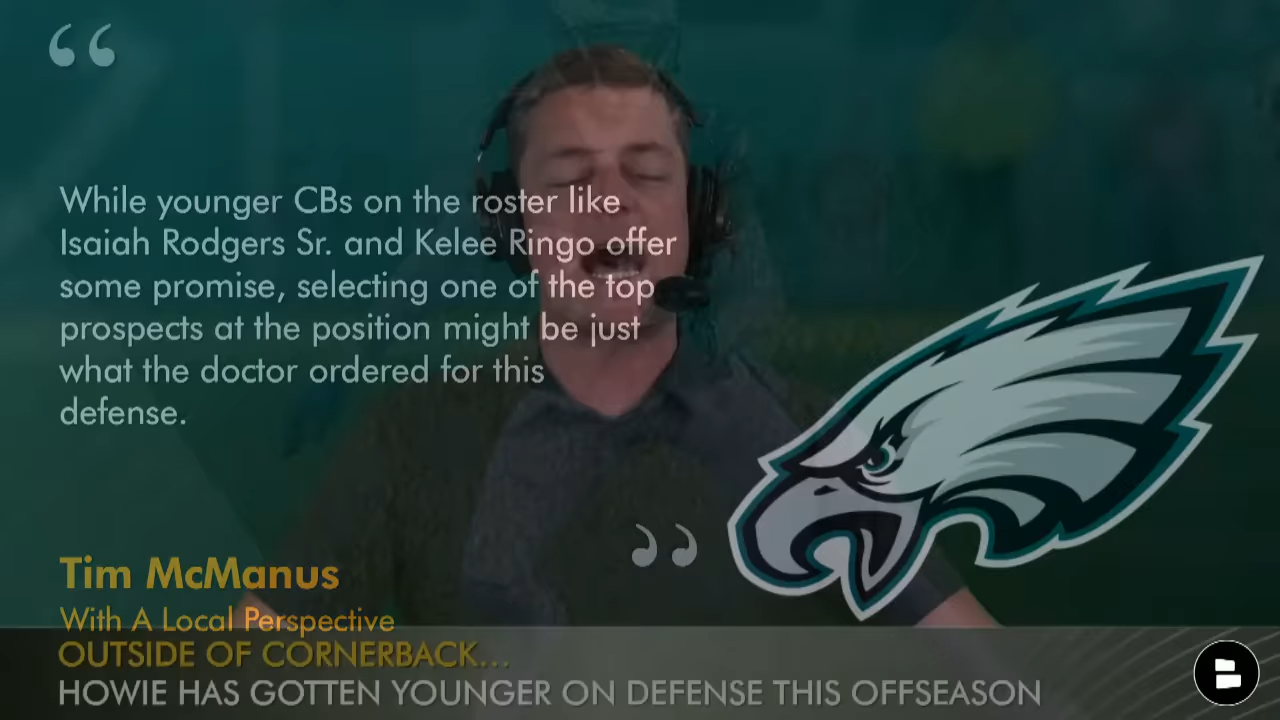 “
While younger CBs on the roster like
Isaiah Rodgers Sr. and Kelee Ringo offer
some promise, selecting one of the top
prospects at the position might be just
what the doctor ordered for this
defense.
”
Tim McManus
With A Local Perspective
OUTSIDE OF CORNERBACK...
HOWIE HAS GOTTEN YOUNGER ON DEFENSE THIS OFFSEASON